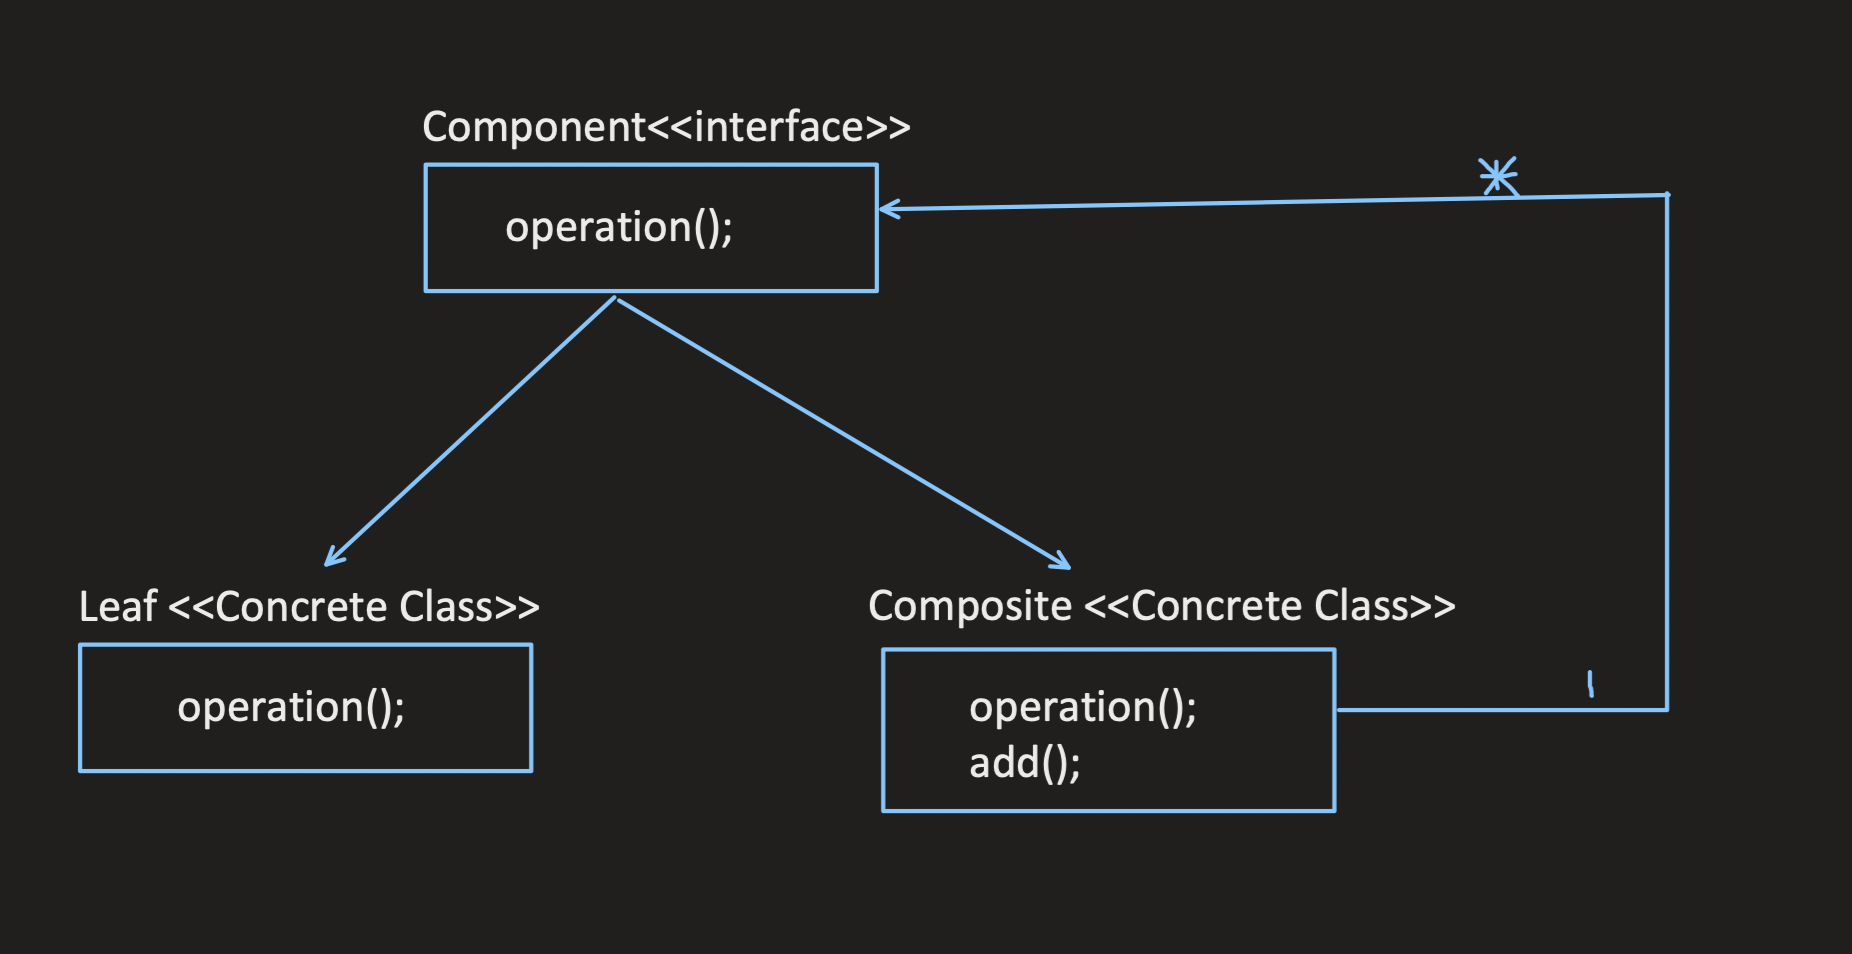 Component<<interface>>
operation();
*
Leaf <<Concrete Class>>
operation();
Composite <<Concrete Class>>
operation();
add();
1